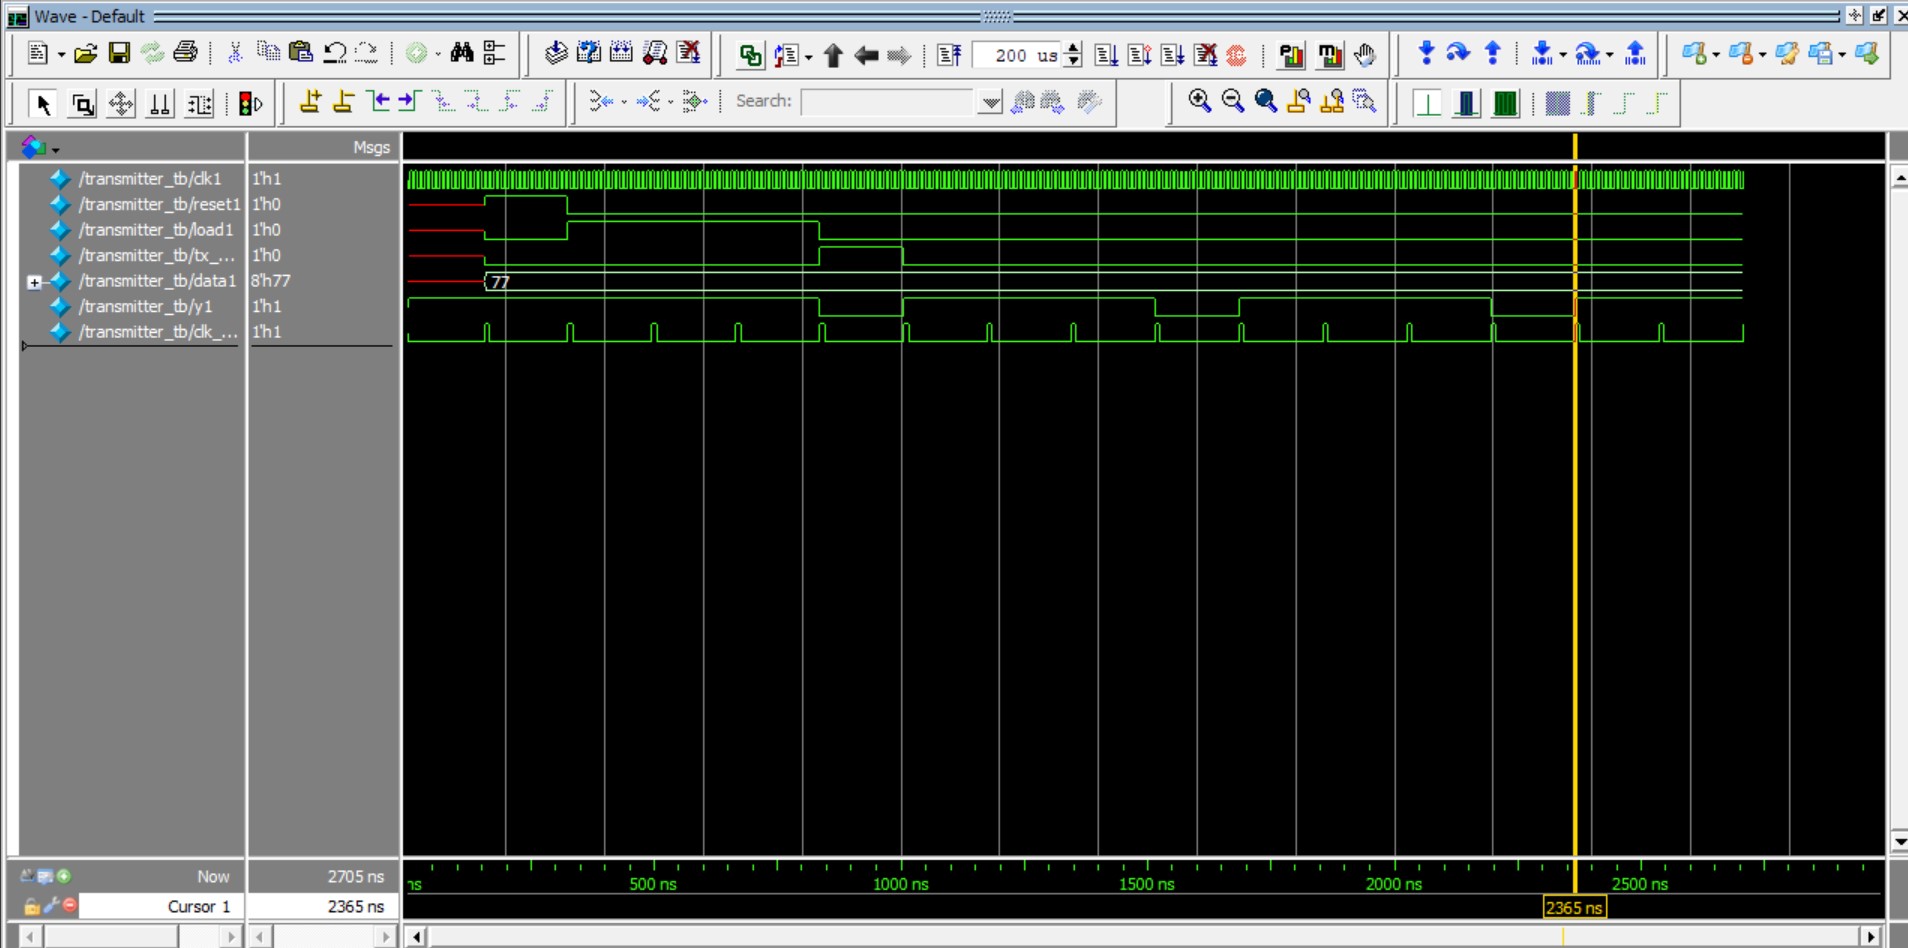 Wave - Default
200 us
Search:
Msgs
/transmitter_tb/clk1 1'h1
/transmitter_tb/reset1 1'h0
/transmitter_tb/load1 1'h0
/transmitter_tb/tx_... 1'h0
/transmitter_tb/data1 8'h77 77
/transmitter_tb/y1 1'h1
/transmitter_tb/clk_... 1'h1
Now 2705 ns ns 500 ns 1000 ns 1500 ns 2000 ns 2500 ns
Cursor 1 2365 ns 2365 ns